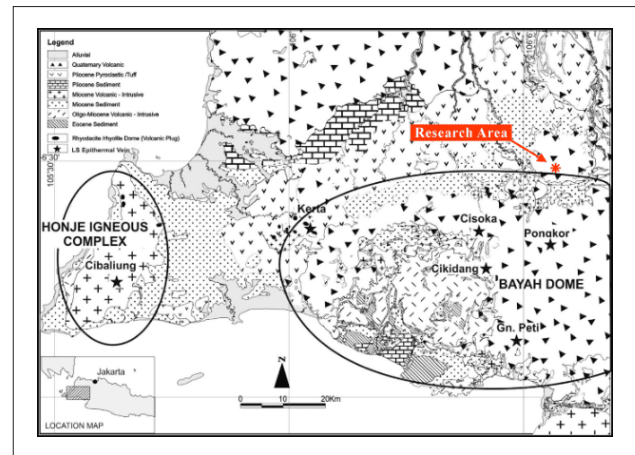 Legend
Alluvial
Quaternary Volcanic
Pliocene Pyroclastic /Tuff
Pliocene Sediment
Miocene Volcanic - Intrusive
Miocene Sediment
Oligo-Miocene Volcanic - Intrusive
Eocene Sediment
Rhyodacite /rhyolite Dome (Volcanic Plug)
LS Epithermal Vein
Research Area
105°30'
HONJE IGNEOUS
COMPLEX
Cibaliung
Kerta
Cisoka
Pongkor
Cikidang
BAYAH DOME
Gn. Peti
Jakarta
LOCATION MAP
N
0 10 20Km